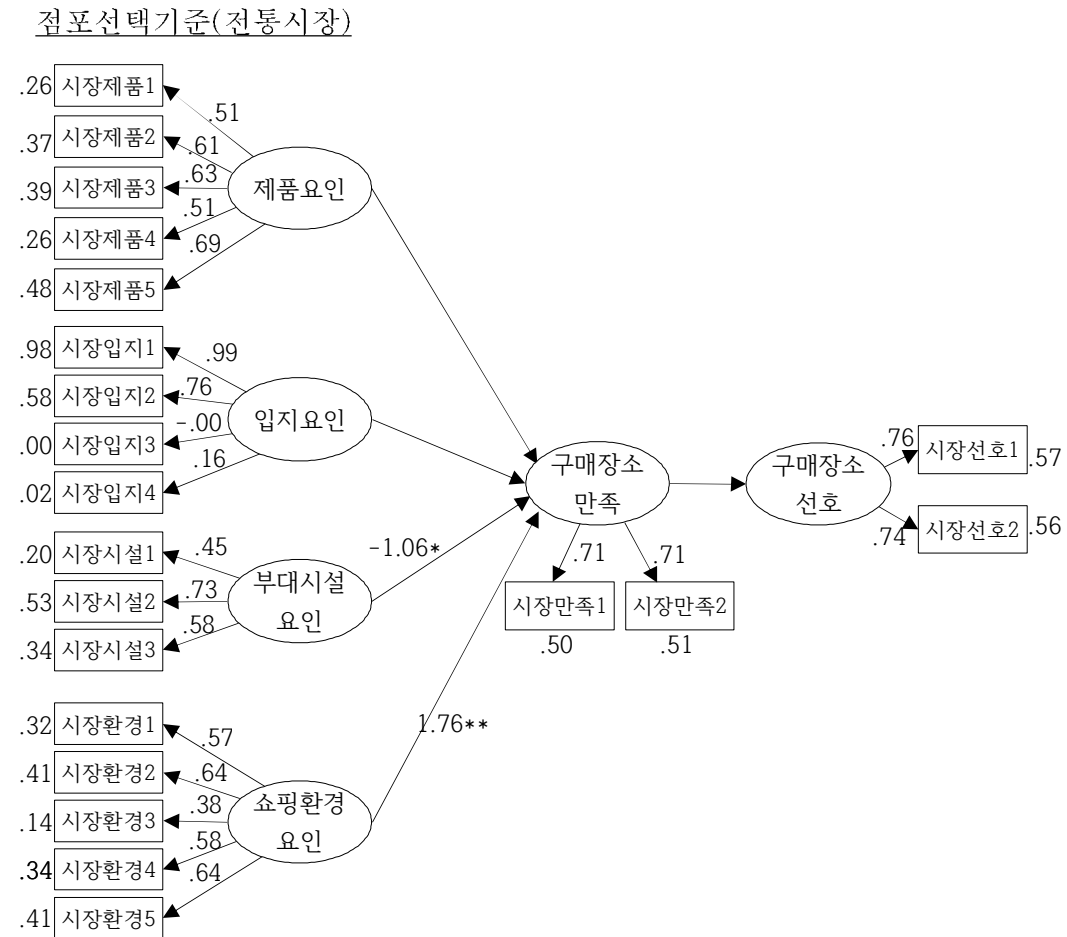 점포선택기준(전통시장)
.26 시장제품1 .51
.37 시장제품2 .61
.39 시장제품3 .63
.26 시장제품4 .51
.48 시장제품5 .69
제품요인
.98 시장입지1 .99
.58 시장입지2 .76
.00 시장입지3 -.00
.02 시장입지4 .16
입지요인
.20 시장시설1 .45
.53 시장시설2 .73
.34 시장시설3 .58
부대시설
요인
-1.06*
.32 시장환경1 .57
.41 시장환경2 .64
.14 시장환경3 .38
.34 시장환경4 .58
.41 시장환경5 .64
쇼핑환경
요인
1.76**
구매장소
만족
.71 .71
시장만족1 시장만족2
.50 .51
구매장소
선호
.76 시장선호1 .57
.74 시장선호2 .56